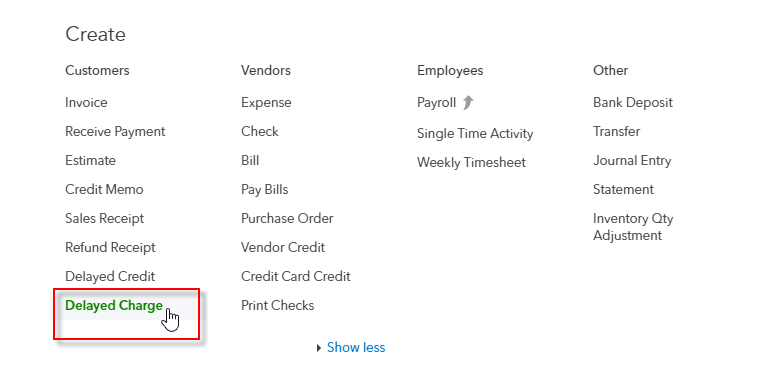 Create
Customers
Invoice
Receive Payment
Estimate
Credit Memo
Sales Receipt
Refund Receipt
Delayed Credit
Delayed Charge
Vendors
Expense
Check
Bill
Pay Bills
Purchase Order
Vendor Credit
Credit Card Credit
Print Checks
Employees
Payroll
Single Time Activity
Weekly Timesheet
Other
Bank Deposit
Transfer
Journal Entry
Statement
Inventory Qty
Adjustment
Show less